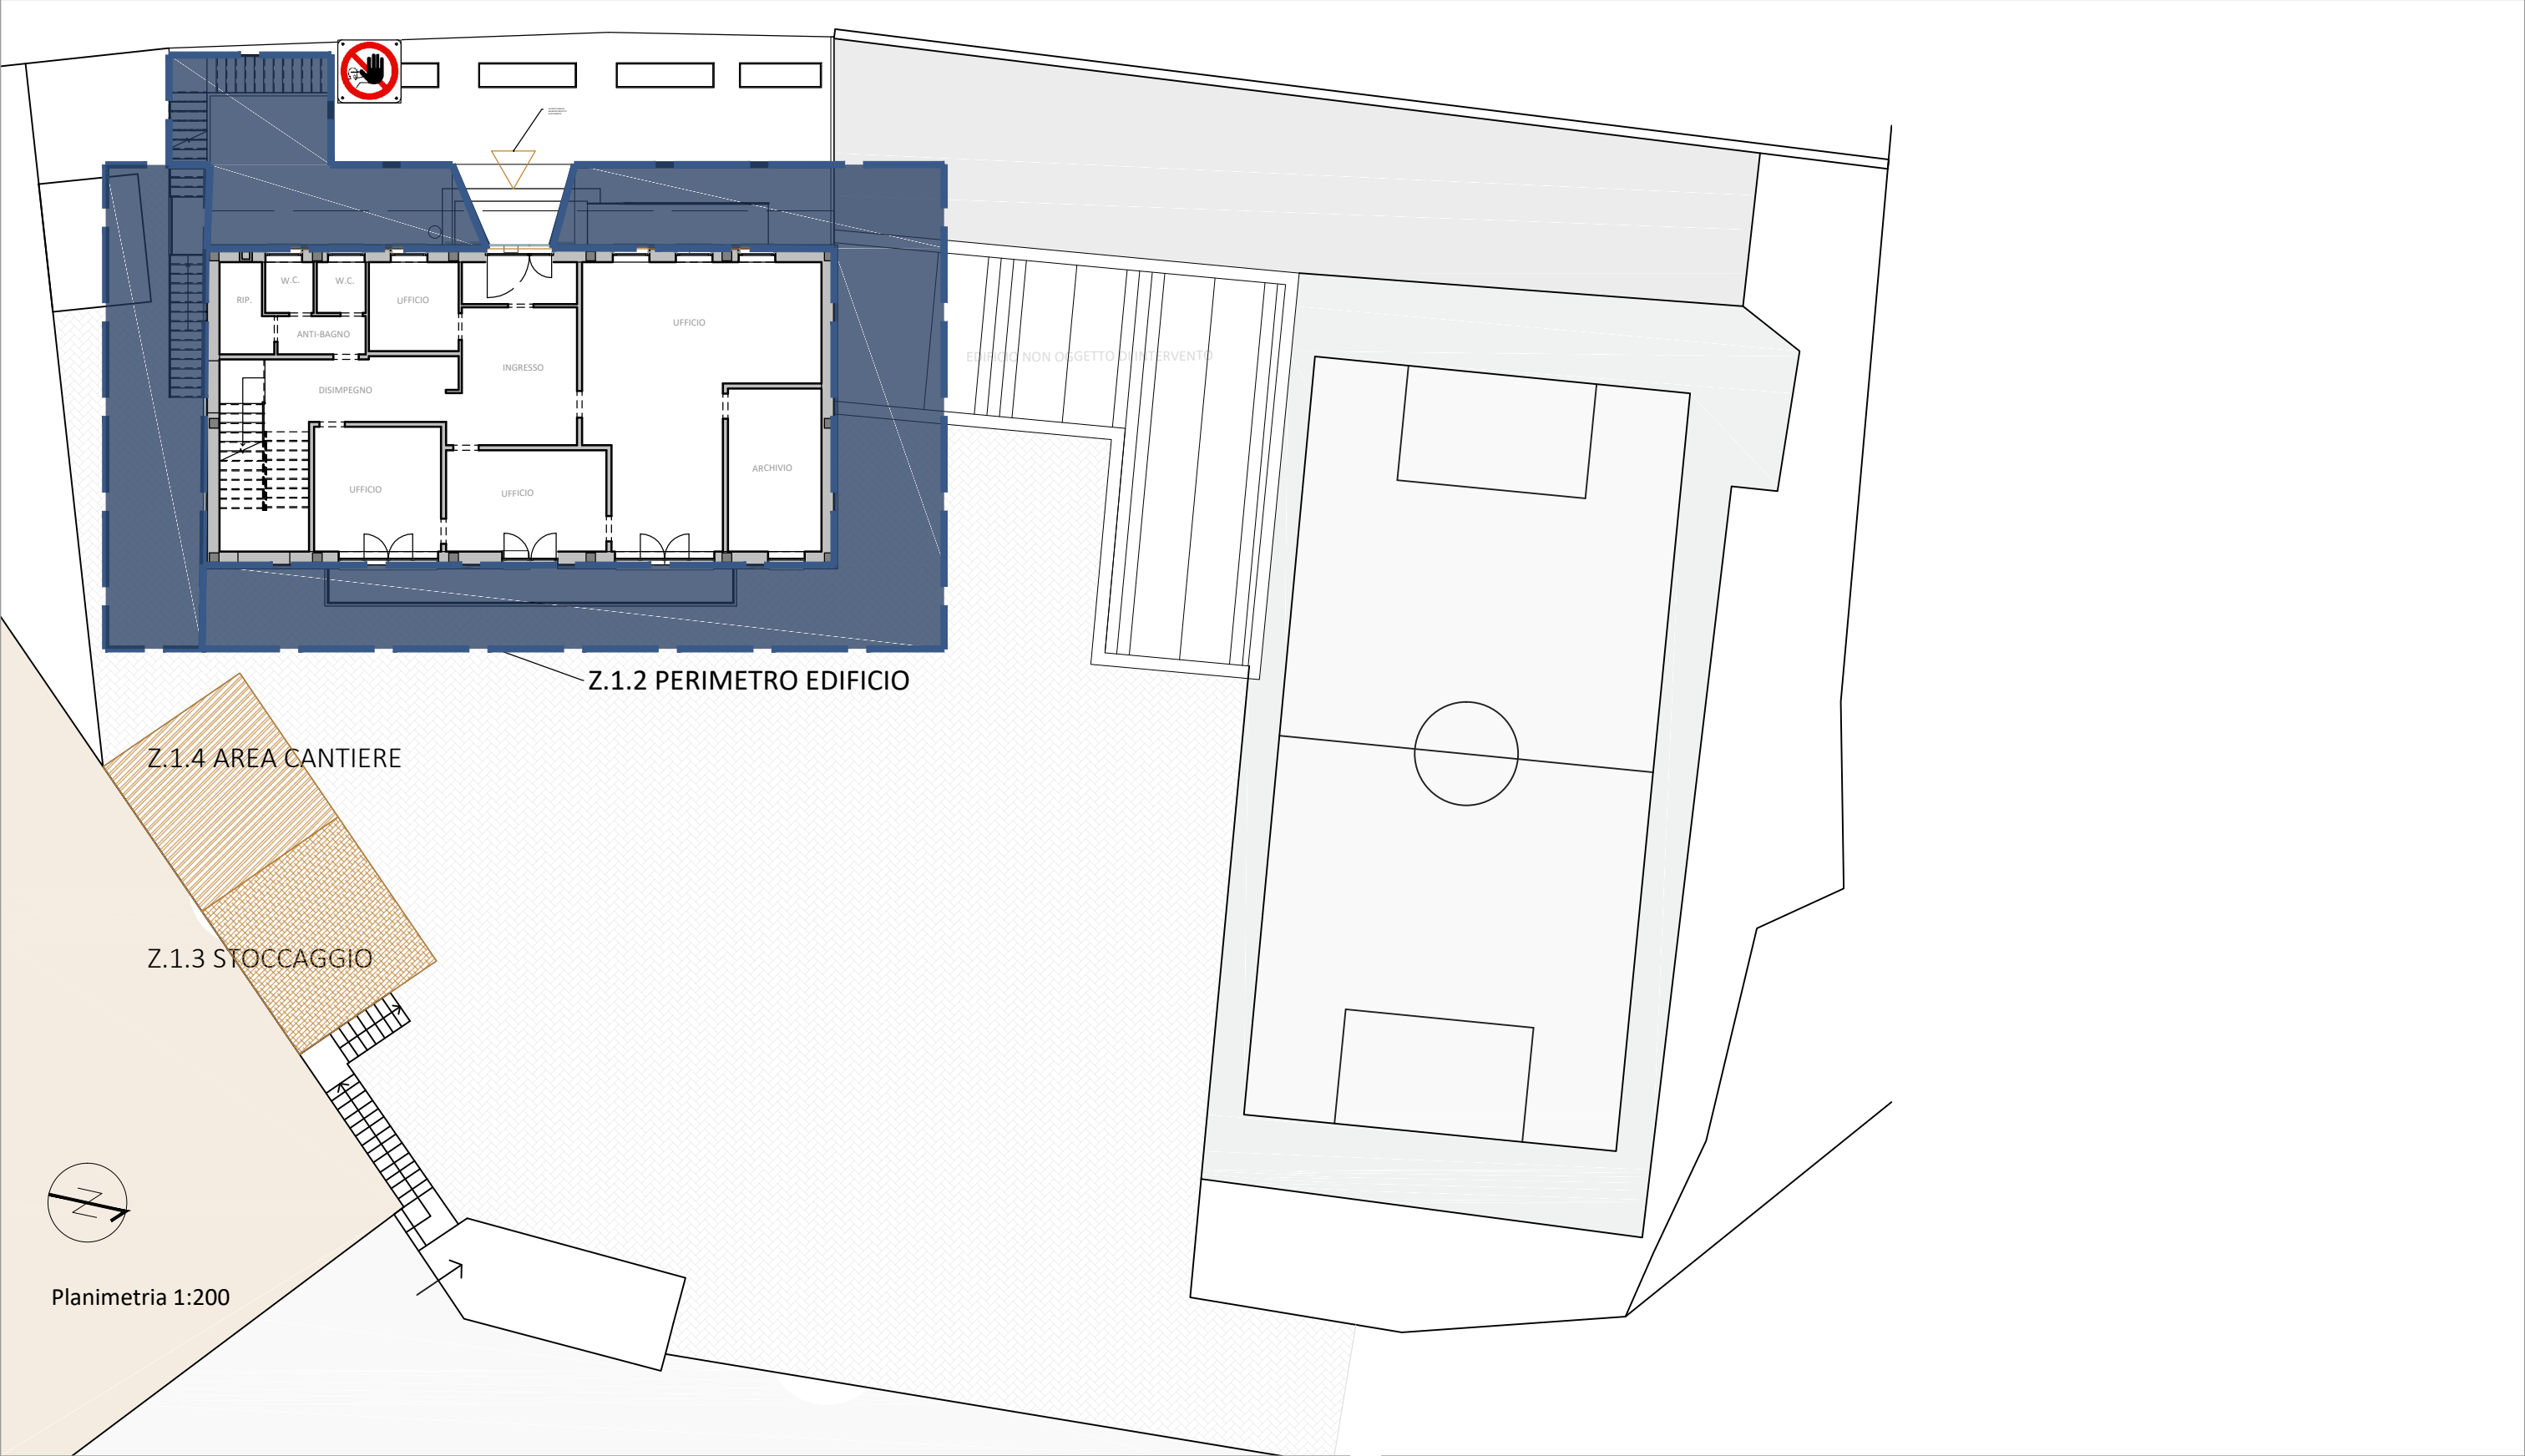 W.C.
W.C.
RIP.
UFFICIO
UFFICIO
ANTI-BAGNO
INGRESSO
EDIFICIO NON OGGETTO DI INTERVENTO
DISIMPEGNO
ARCHIVIO
UFFICIO
UFFICIO
Z.1.2 PERIMETRO EDIFICIO
Z.1.4 AREA CANTIERE
Z.1.3 STOCCAGGIO
N
Planimetria 1:200